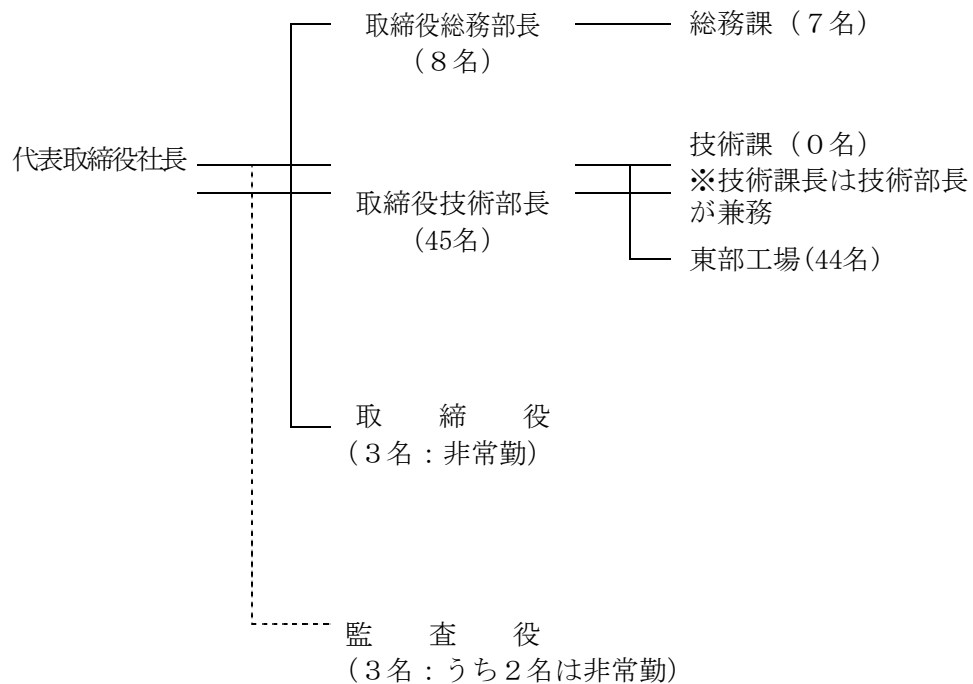 取締役総務部長
(８名)
総務課(７名)
代表取締役社長
取締役技術部長
(45名)
技術課(０名)
※技術課長は技術部長
が兼務
東部工場(44名)
取　締　役
(３名:非常勤)
監　査　役
(３名:うち２名は非常勤)